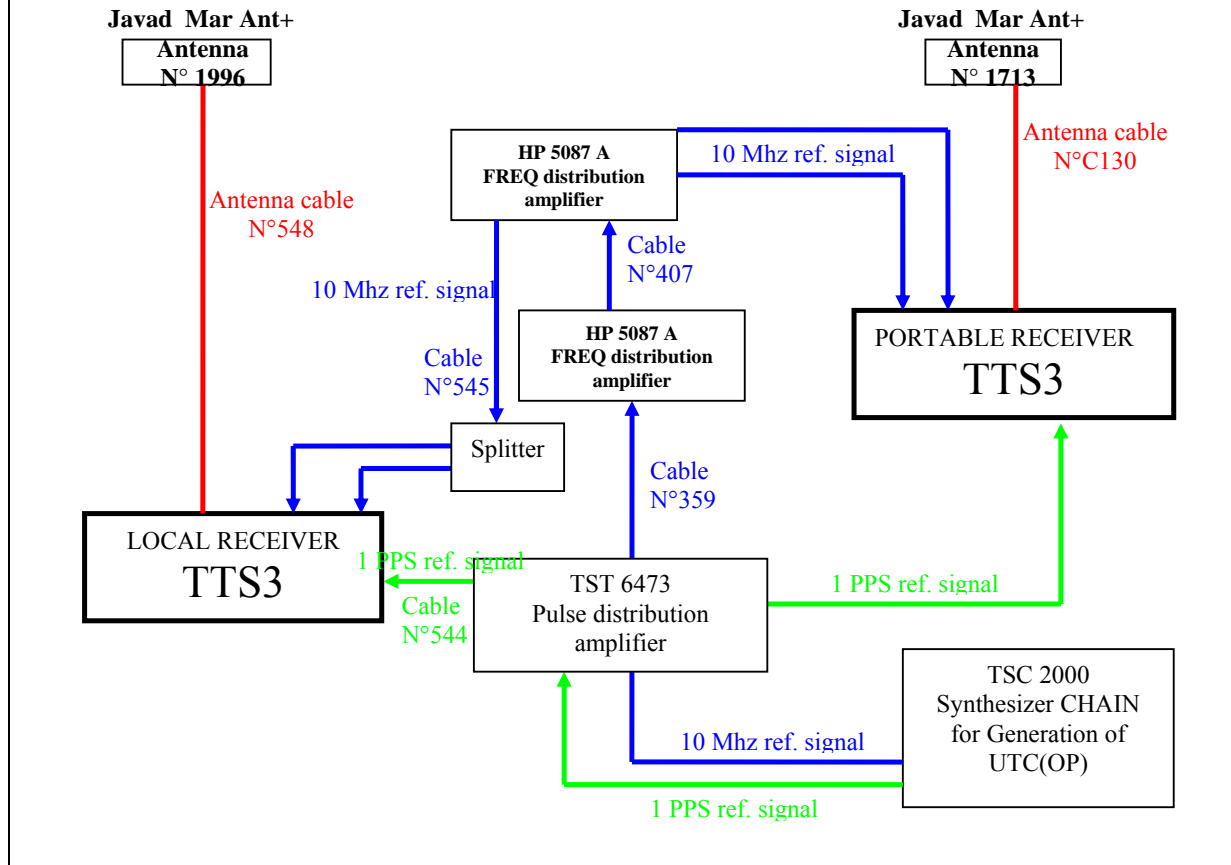 Javad Mar Ant+
Antenna
N° 1996
Javad Mar Ant+
Antenna
N° 1713
HP 5087 A
FREQ distribution
amplifier
10 Mhz ref. signal
Antenna cable
N°C130
Antenna cable
N°548
Cable
N°407
10 Mhz ref. signal
HP 5087 A
FREQ distribution
amplifier
PORTABLE RECEIVER
TTS3
Cable
N°545
Splitter
Cable
N°359
LOCAL RECEIVER
TTS3
1 PPS ref. signal
Cable
N°544
TST 6473
Pulse distribution
amplifier
1 PPS ref. signal
TSC 2000
Synthesizer CHAIN
for Generation of
UTC(OP)
10 Mhz ref. signal
1 PPS ref. signal